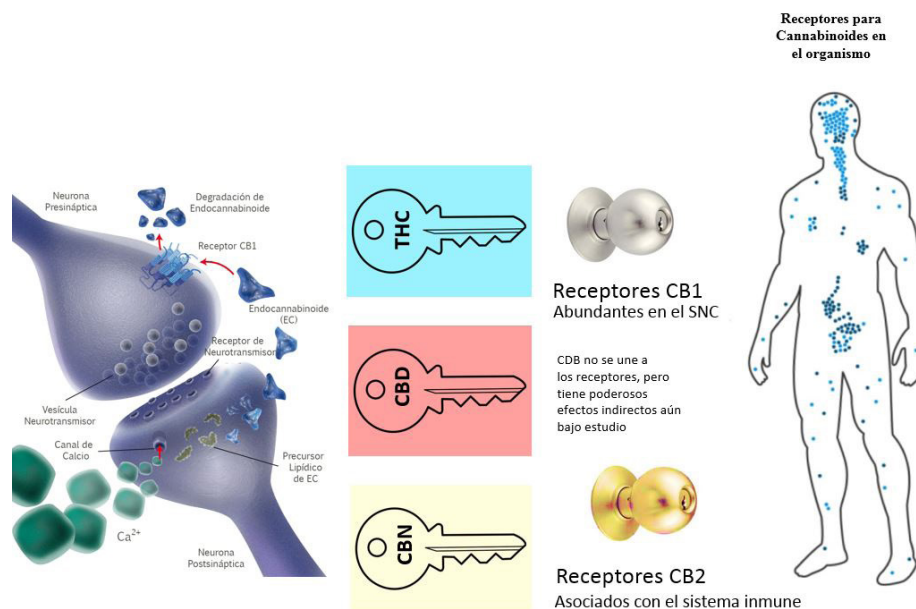 Receptores para
Cannabinoides en
el organismo
Neurona
Presináptica
Degradación de
Endocannabinoide
Receptor CB1
Endocannabinoide
(EC)
Receptor de
Neurotransmisor
Vesícula
Neurotransmisor
Canal de
Calcio
Precursor
Lipídico
de EC
Ca2+
Neurona
Postsináptica
THC
CBD
CBN
Receptores CB1
Abundantes en el SNC
CDB no se une a
los receptores, pero
tiene poderosos
efectos indirectos aún
bajo estudio
Receptores CB2
Asociados con el sistema inmune